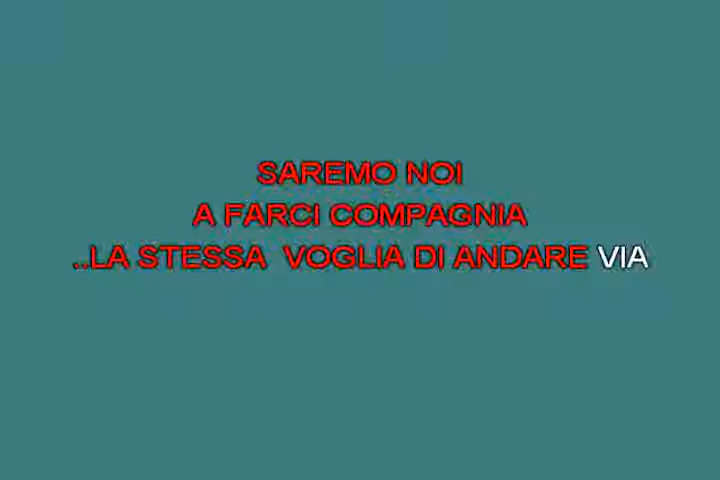 SAREMO NOI
A FARCI COMPAGNIA
..LA STESSA  VOGLIA DI ANDARE VIA